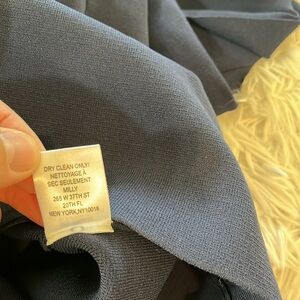 DRY CLEAN ONLY!
NETTOYAGE À
SEC SEULEMENT
MILLY
265 W 37TH ST
20TH FL
NEW YORK,NY10018